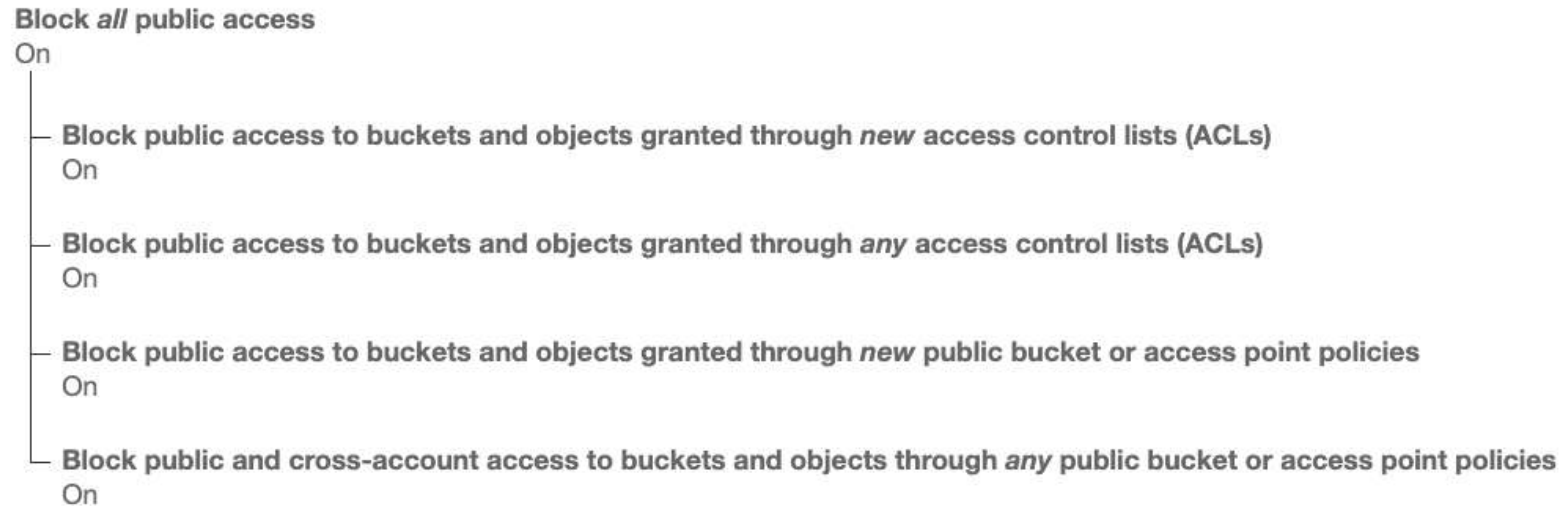 Block all public access
On
Block public access to buckets and objects granted through new access control lists (ACLs)
On
Block public access to buckets and objects granted through any access control lists (ACLs)
On
Block public access to buckets and objects granted through new public bucket or access point policies
On
Block public and cross-account access to buckets and objects through any public bucket or access point policies
On